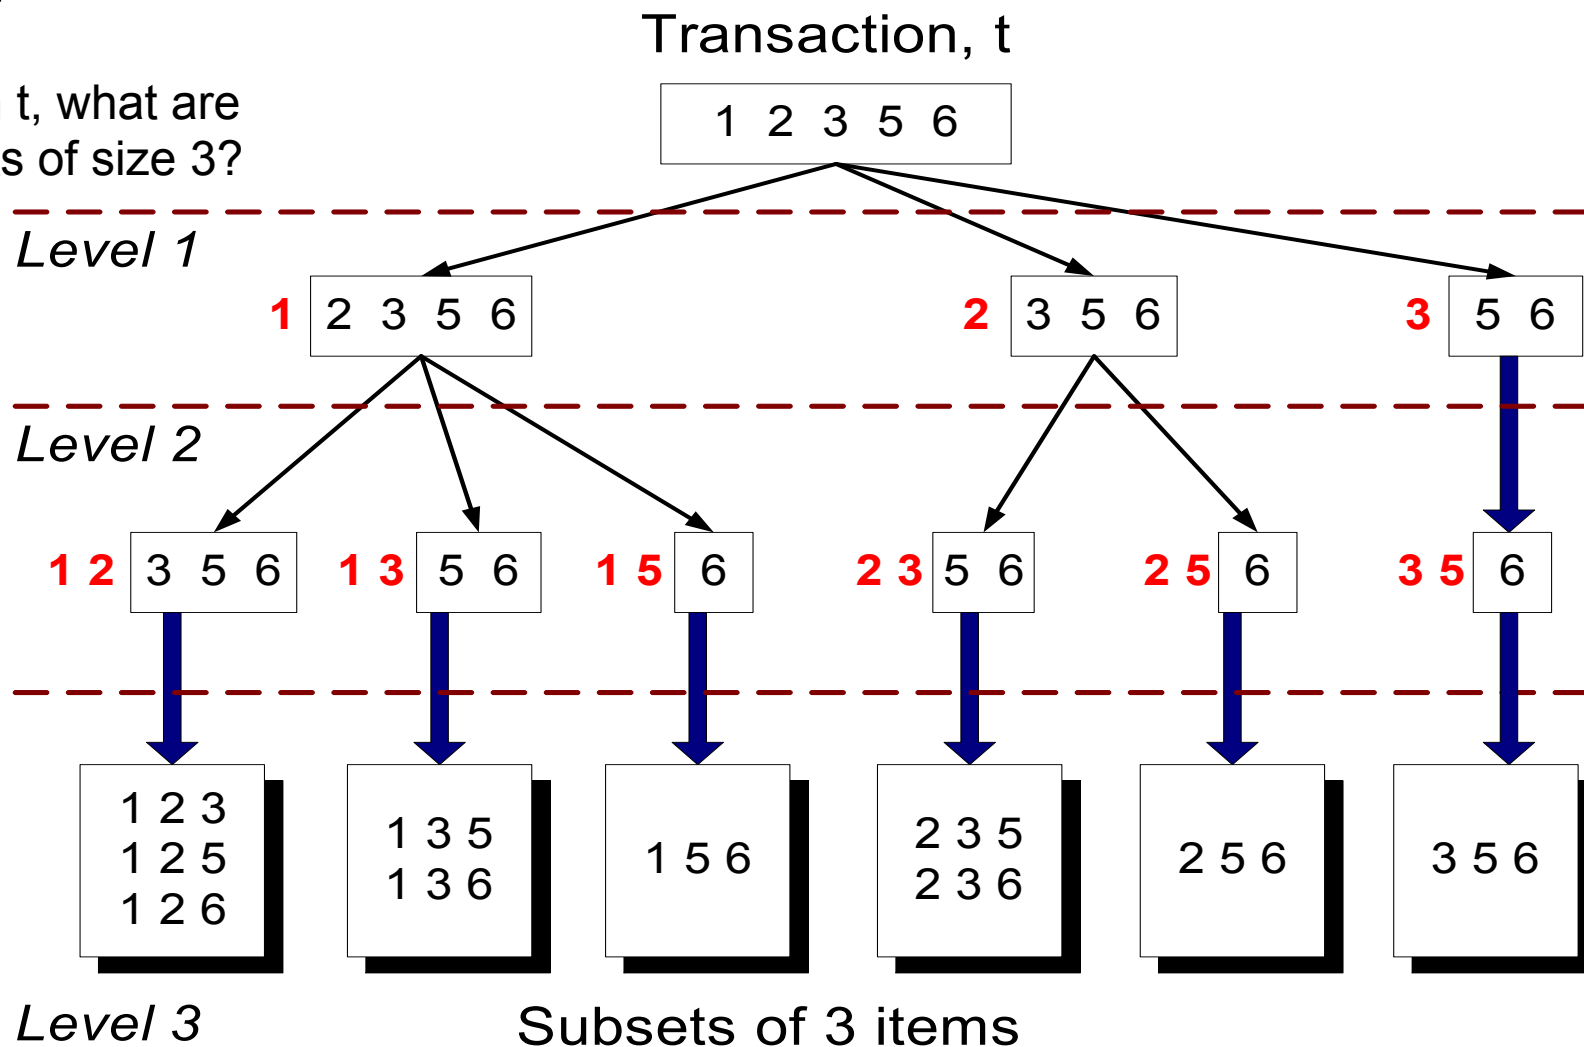 Transaction, t
t, what are
s of size 3?
1 2 3 5 6
Level 1
1 2 3 5 6
2 3 5 6
3 5 6
Level 2
1 2 3 5 6
1 3 5 6
1 5 6
2 3 5 6
2 5 6
3 5 6
1 2 3
1 2 5
1 2 6
1 3 5
1 3 6
1 5 6
2 3 5
2 3 6
2 5 6
3 5 6
Level 3
Subsets of 3 items